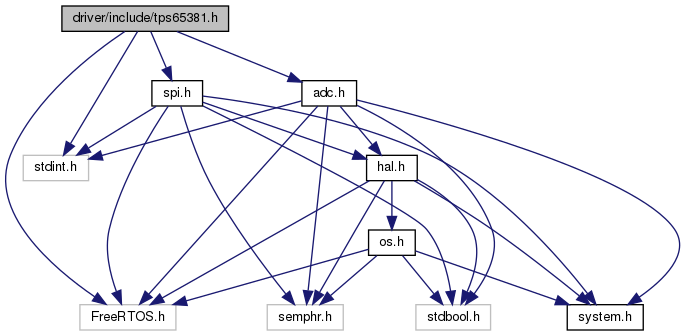 driver/include/tps65381.h
spi.h
adc.h
stdint.h
hal.h
os.h
FreeRTOS.h
semphr.h
stdbool.h
system.h